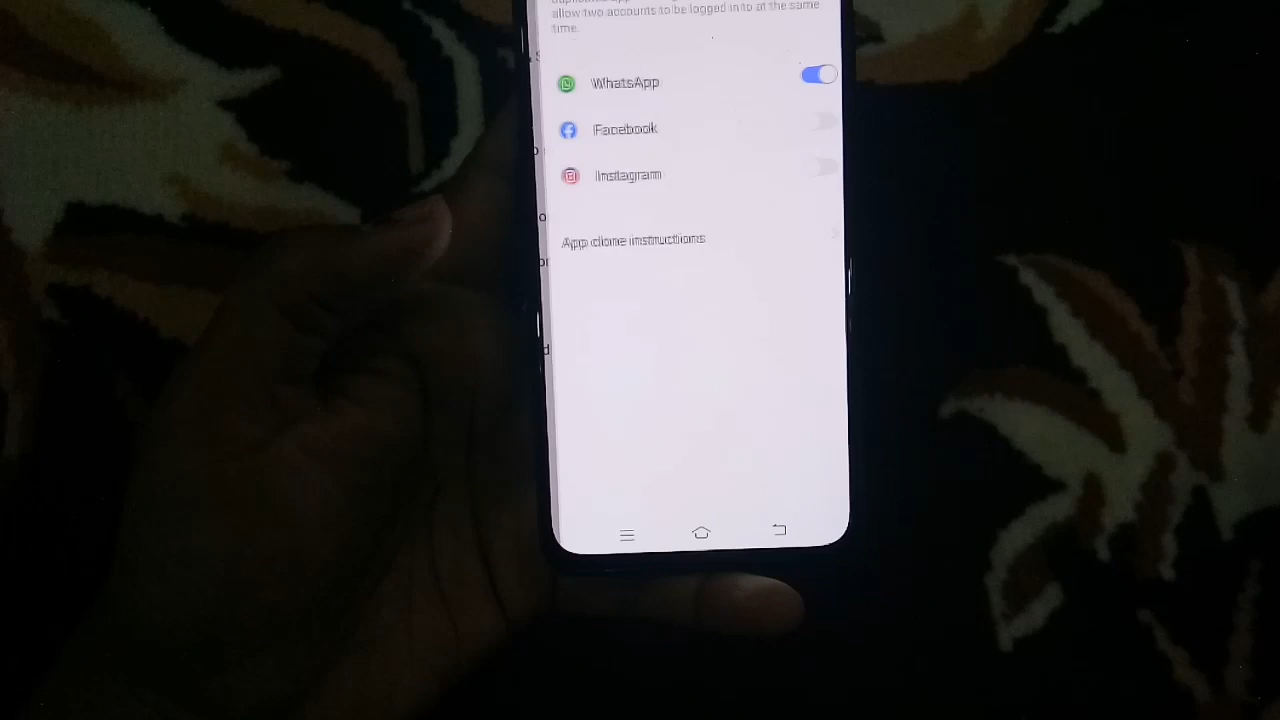 allow two accounts to be logged in to at the same
time.
WhatsApp
Facebook
Instagram
App clone instructions